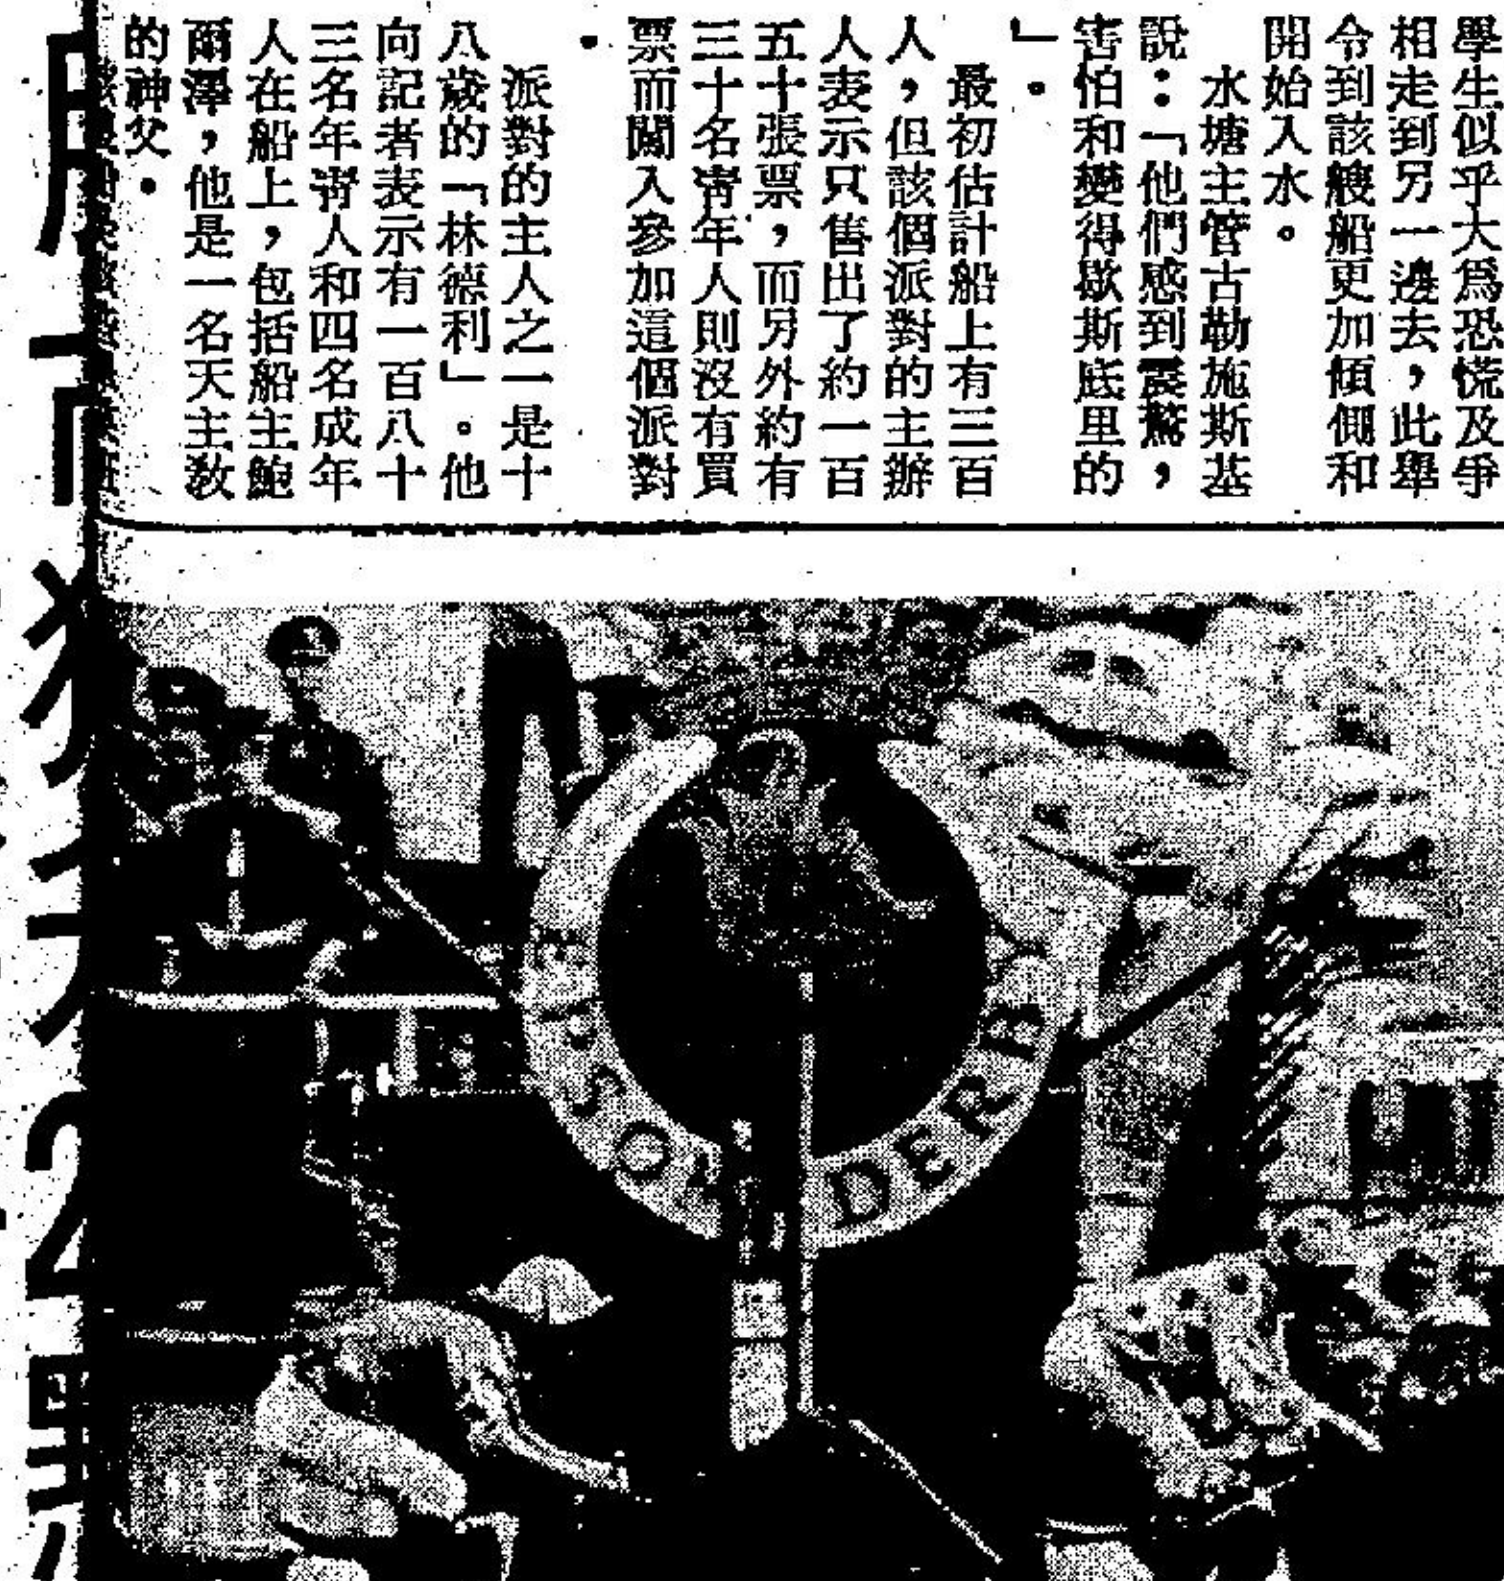 學生似乎大為恐慌及爭
相走到另一邊去，此舉
令到該艘船更加傾側和
開始入水。
水塘主管古勒施斯基
說：「他們感到震驚，
害怕和變得歇斯底里的
」。
最初估計船上有三百
人，但該個派對的主辦
人表示只售出了約一百
五十張票，而另外約有
三十名靑年人則沒有買
票而闖入參加這個派對
。
派對的主人之一是十
八歲的「林德利」。他
向記者表示有一百八十
三名年靑人和四名成年
人在船上，包括船主鮑
爾澤，他是一名天主敎
的神父。
DERB